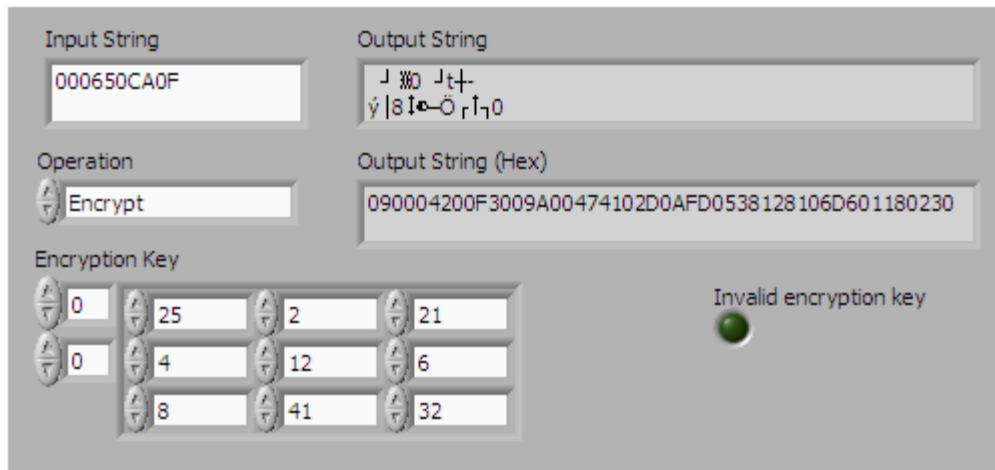 Input String
000650CA0F
Output String
ý|8
Operation
Encrypt
Output String (Hex)
090004200F3009A00474102D0AFD0538128106D601180230
Encryption Key
0 25 2 21
0 4 12 6
8 41 32
Invalid encryption key